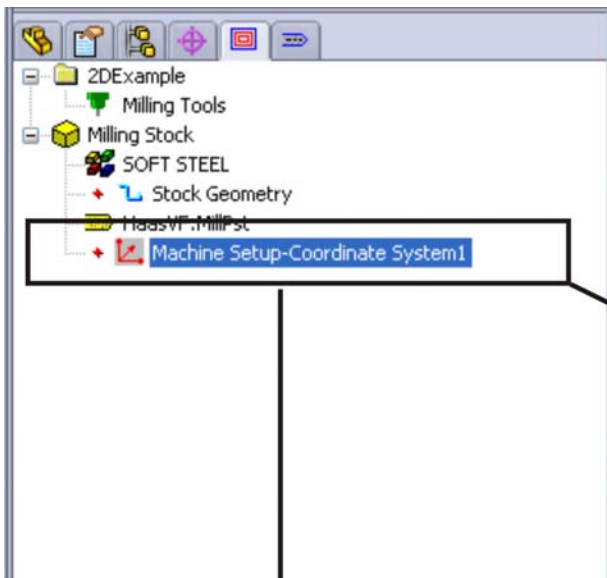 2DExample
Milling Tools
Milling Stock
SOFT STEEL
Stock Geometry
HaasVF.MillPst
Machine Setup-Coordinate System1